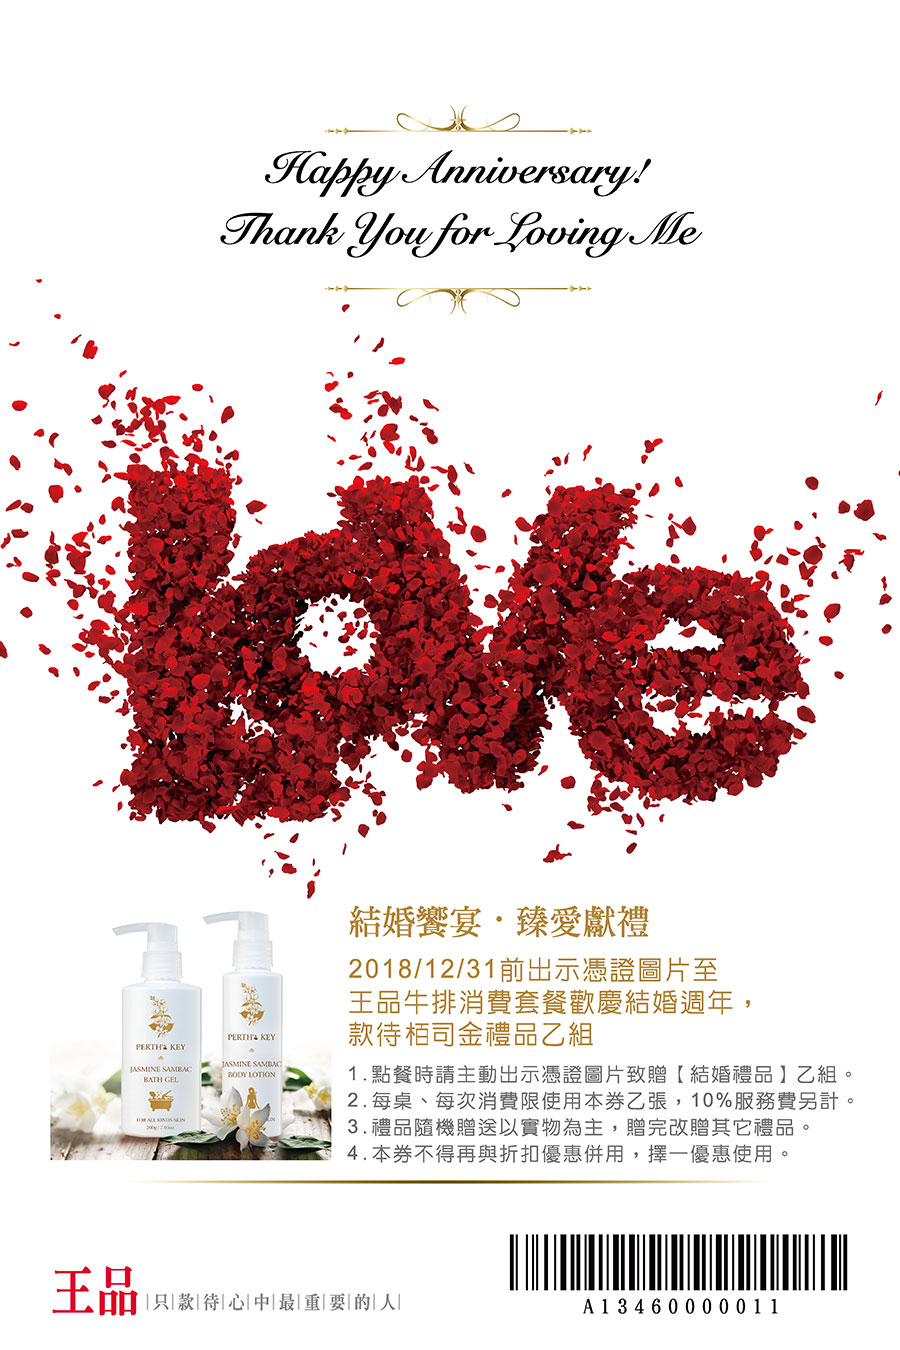 Happy Anniversary!
Thank You for Loving Me
love
結婚饗宴・臻愛獻禮
2018/12/31前出示憑證圖片至
王品牛排消費套餐歡慶結婚週年，
款待栢司金禮品乙組
1.點餐時請主動出示憑證圖片致贈【結婚禮品】乙組。
2.每桌、每次消費限使用本券乙張，10%服務費另計。
3.禮品隨機贈送以實物為主，贈完改贈其它禮品。
4.本券不得再與折扣優惠併用，擇一優惠使用。
PERTH's KEY
JASMINE SAMBAC
BATH GEL
FOR ALL KINDS SKIN
200g/7.05oz
PERTH's KEY
JASMINE SAMBAC
BODY LOTION
王品 |只|款|待|心|中|最|重|要|的|人|
A13460000011